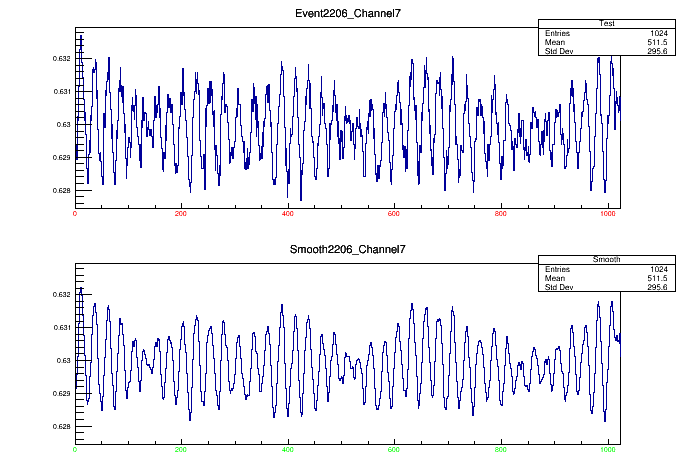 Event2206_Channel7
Test
Entries 1024
Mean 511.5
Std Dev 295.6
0.632
0.631
0.63
0.629
0.628
0 200 400 600 800 1000
Smooth2206_Channel7
Smooth
Entries 1024
Mean 511.5
Std Dev 295.6
0.632
0.631
0.63
0.629
0.628
0 200 400 600 800 1000